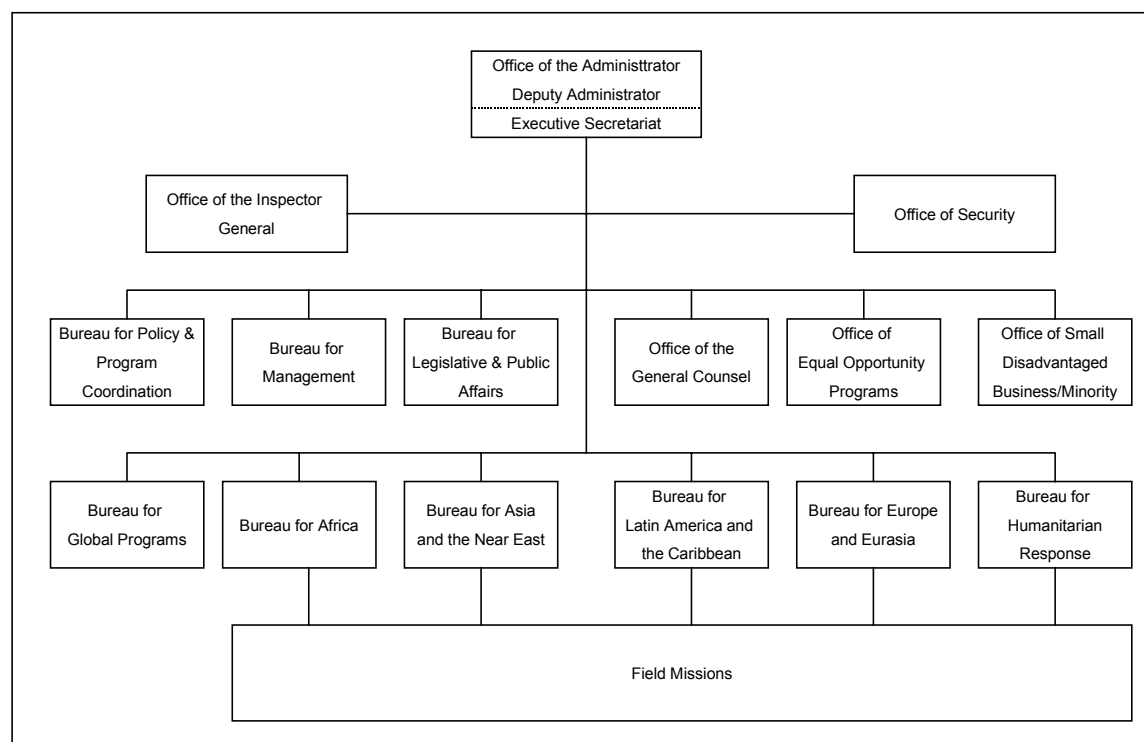 Office of the Administtrator
Deputy Administrator
Executive Secretariat
Office of the Inspector
General
Office of Security
Bureau for Policy &
Program
Coordination
Bureau for
Management
Bureau for
Legislative & Public
Affairs
Office of the
General Counsel
Office of
Equal Opportunity
Programs
Office of Small
Disadvantaged
Business/Minority
Bureau for
Global Programs
Bureau for Africa
Bureau for Asia
and the Near East
Bureau for
Latin America and
the Caribbean
Bureau for Europe
and Eurasia
Bureau for
Humanitarian
Response
Field Missions